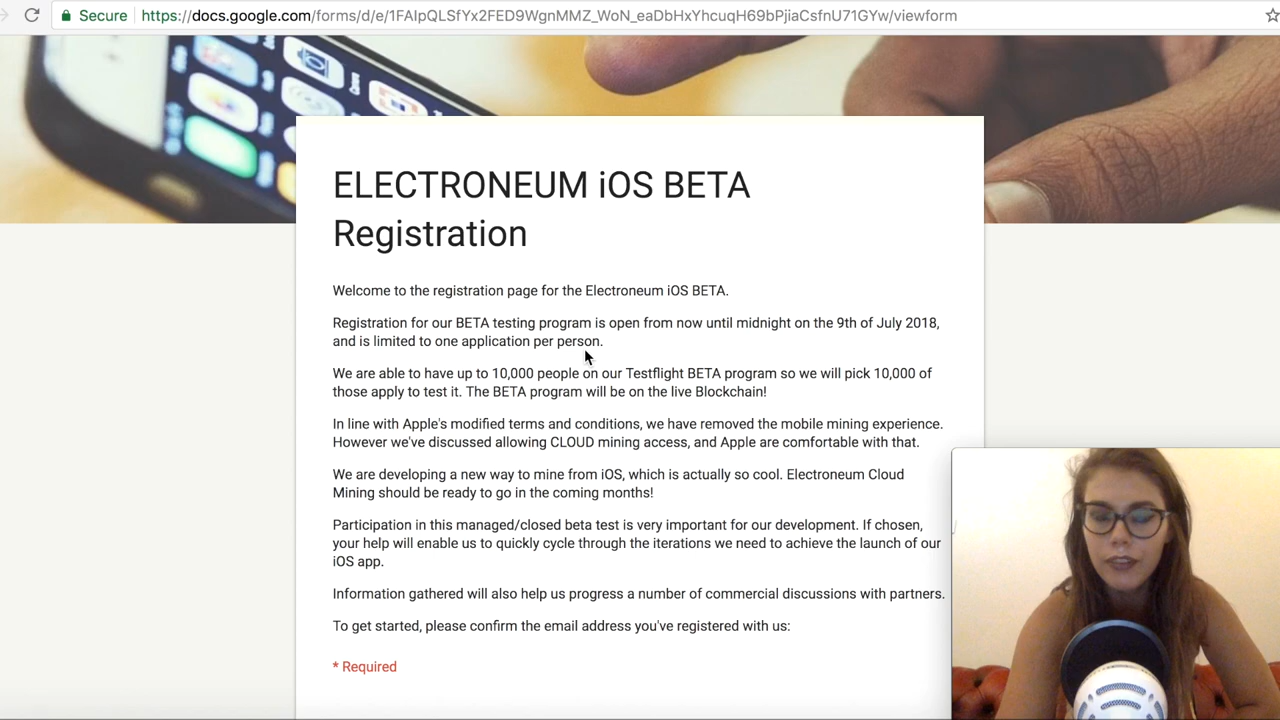 Secure
https://docs.google.com/forms/d/e/1FAIpQLSfYx2FED9WgnMMZ_WoN_eaDbHxYhcuqH69bPjiaCsfnU71GYw/viewform
ELECTRONEUM iOS BETA
Registration
Welcome to the registration page for the Electroneum iOS BETA.
Registration for our BETA testing program is open from now until midnight on the 9th of July 2018,
and is limited to one application per person.
We are able to have up to 10,000 people on our Testflight BETA program so we will pick 10,000 of
those apply to test it. The BETA program will be on the live Blockchain!
In line with Apple's modified terms and conditions, we have removed the mobile mining experience.
However we've discussed allowing CLOUD mining access, and Apple are comfortable with that.
We are developing a new way to mine from iOS, which is actually so cool. Electroneum Cloud
Mining should be ready to go in the coming months!
Participation in this managed/closed beta test is very important for our development. If chosen,
your help will enable us to quickly cycle through the iterations we need to achieve the launch of our
iOS app.
Information gathered will also help us progress a number of commercial discussions with partners.
To get started, please confirm the email address you've registered with us:
* Required